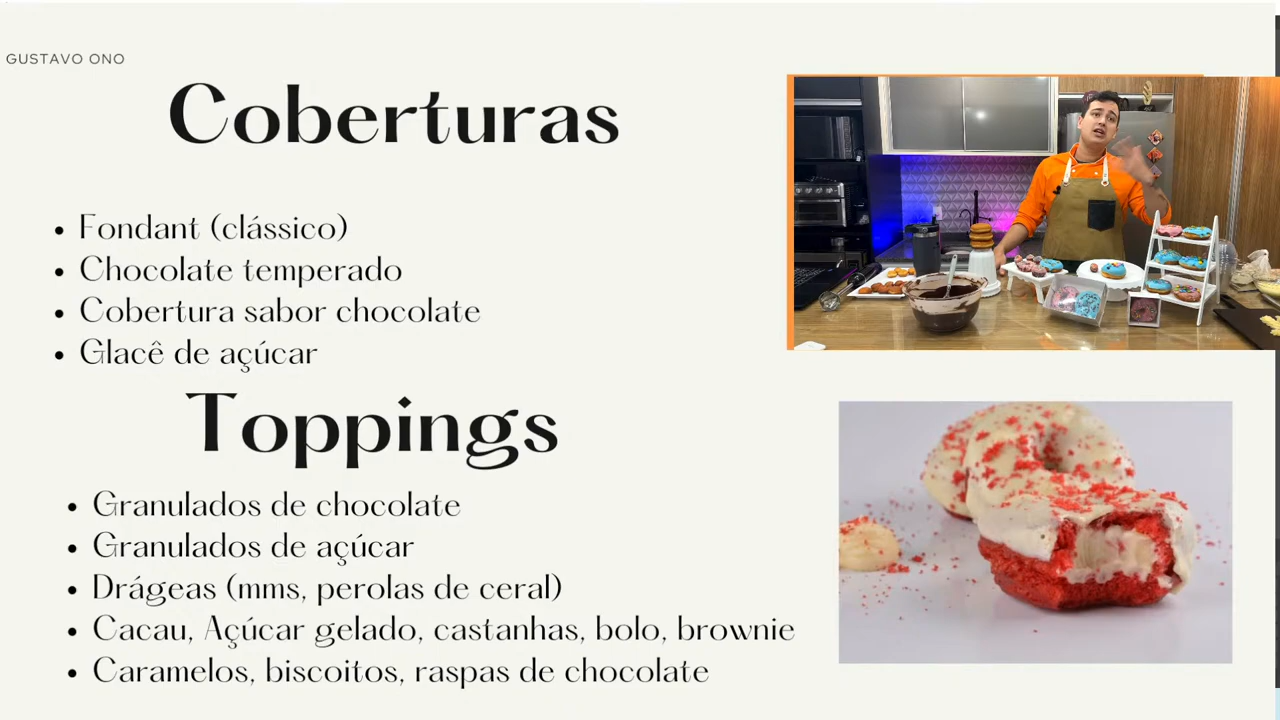 GUSTAVO ONO
Coberturas
• Fondant (clássico)
• Chocolate temperado
• Cobertura sabor chocolate
• Glacê de açúcar
Toppings
• Granulados de chocolate
• Granulados de açúcar
• Drágeas (mms, perolas de ceral)
• Cacau, Açúcar gelado, castanhas, bolo, brownie
• Caramelos, biscoitos, raspas de chocolate